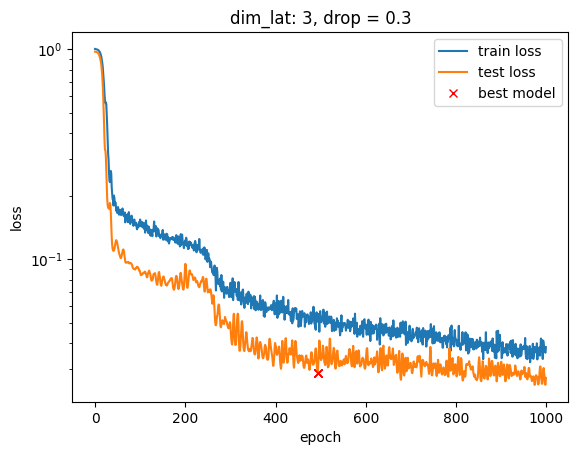 dim_lat: 3, drop = 0.3
train loss
test loss
best model
10⁰
10⁻¹
loss
0
200
400
600
800
1000
epoch